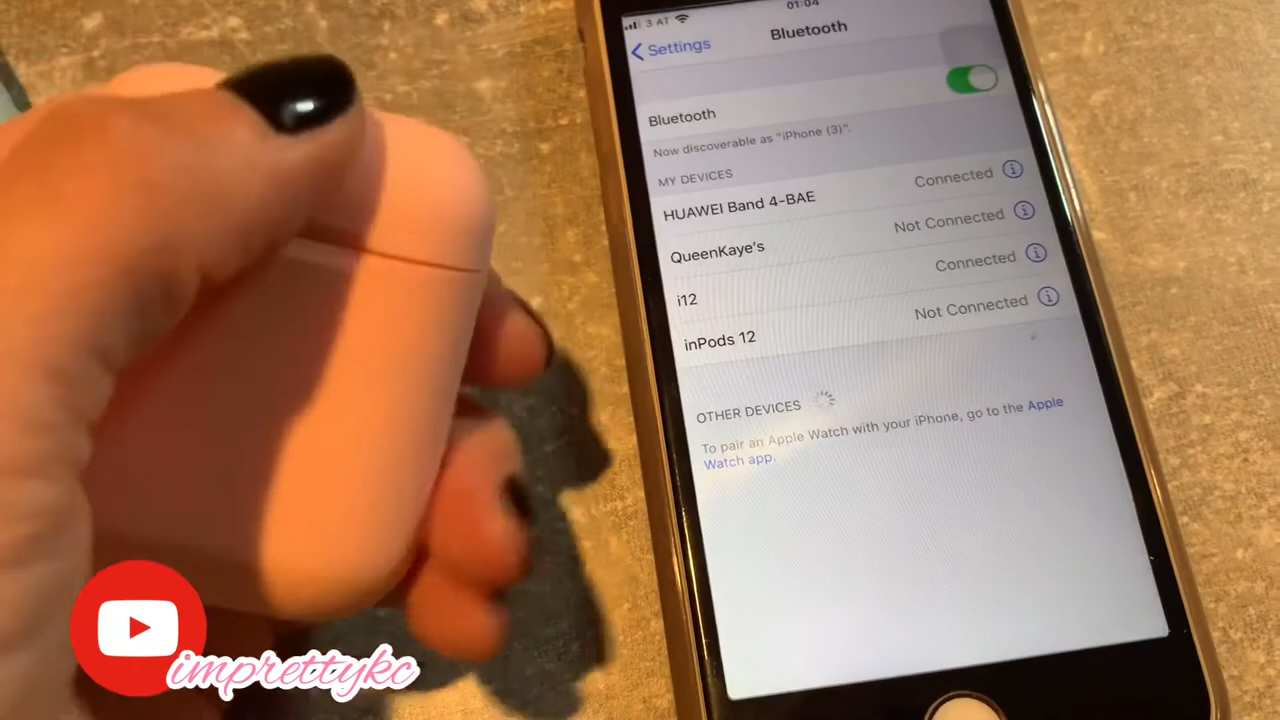 3 AT
01:04
Settings
Bluetooth
Bluetooth
Now discoverable as "iPhone (3)".
MY DEVICES
HUAWEI Band 4-BAE Connected
QueenKaye's Not Connected
i12 Connected
inPods 12 Not Connected
OTHER DEVICES
To pair an Apple Watch with your iPhone, go to the Apple
Watch app.
imprettykc